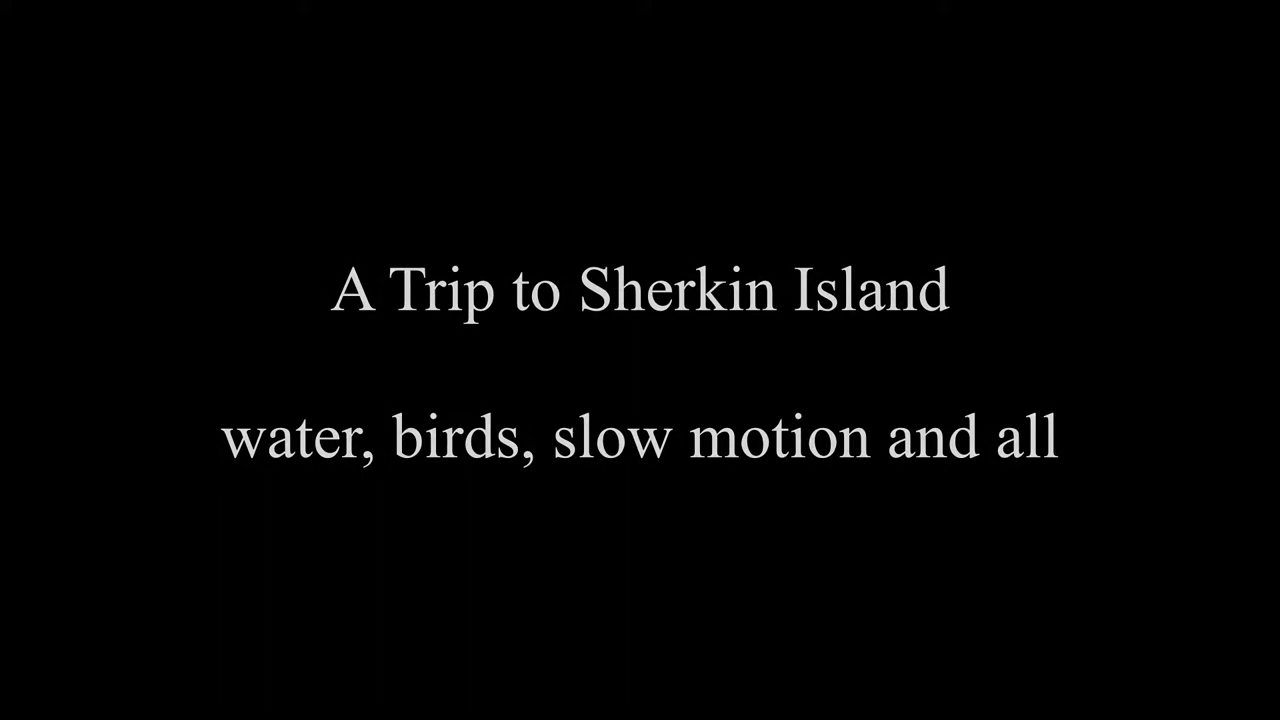 A Trip to Sherkin Island
water, birds, slow motion and all